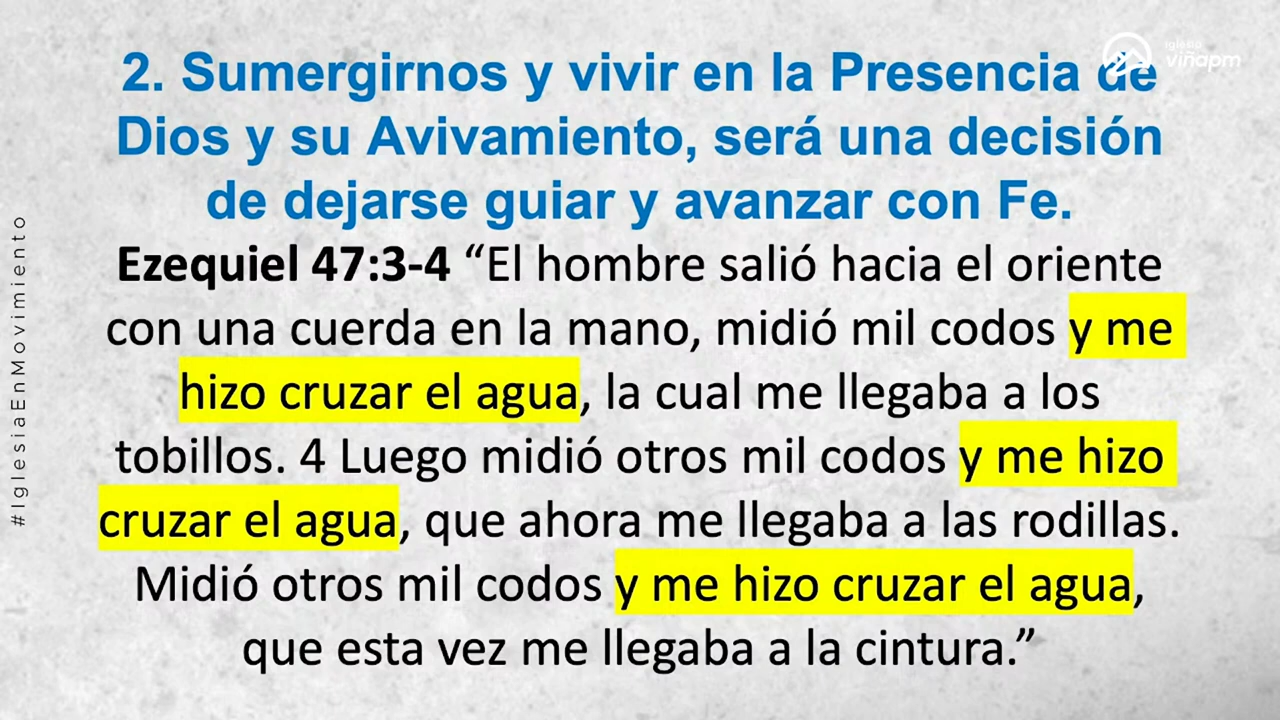 Iglesia
viñapm
2. Sumergirnos y vivir en la Presencia de
Dios y su Avivamiento, será una decisión
de dejarse guiar y avanzar con Fe.
Ezequiel 47:3-4 “El hombre salió hacia el oriente
con una cuerda en la mano, midió mil codos y me
hizo cruzar el agua, la cual me llegaba a los
tobillos. 4 Luego midió otros mil codos y me hizo
cruzar el agua, que ahora me llegaba a las rodillas.
Midió otros mil codos y me hizo cruzar el agua,
que esta vez me llegaba a la cintura.”
#IglesiaEnMovimiento